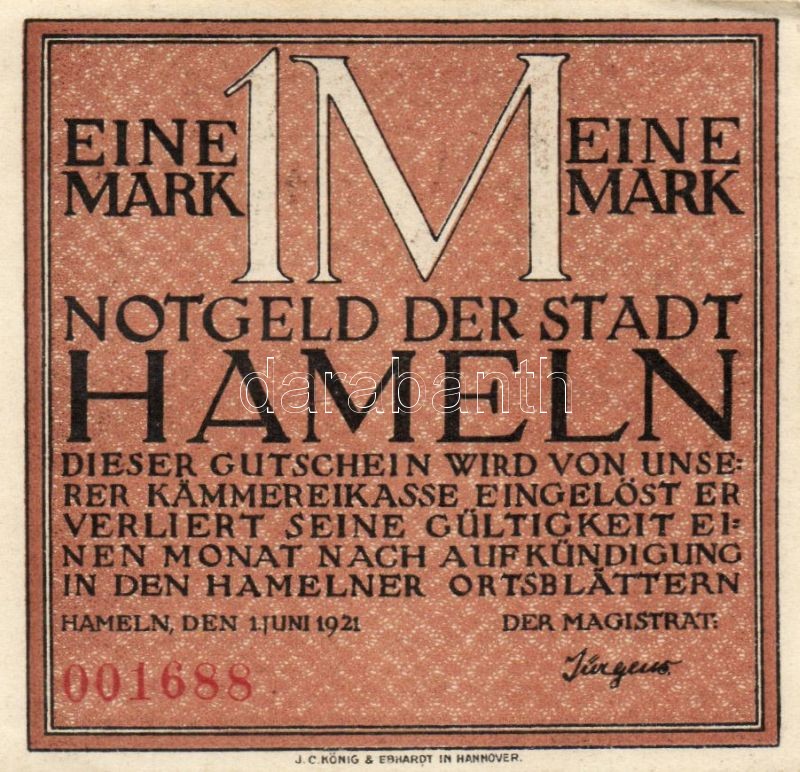 EINE MARK
1M
EINE MARK
NOTGELD DER STADT
HAMELN
darabanth
DIESER GUTSCHEIN WIRD VON UNSE=
RER KÄMMEREIKASSE EINGELÖST ER
VERLIERT SEINE GÜLTIGKEIT EI=
NEN MONAT NACH AUFKÜNDIGUNG
IN DEN HAMELNER ORTSBLÄTTERN
HAMELN, DEN 1.JUNI 1921 DER MAGISTRAT:
001688 Jürgens.
J.C.KÖNIG & EBHARDT IN HANNOVER.